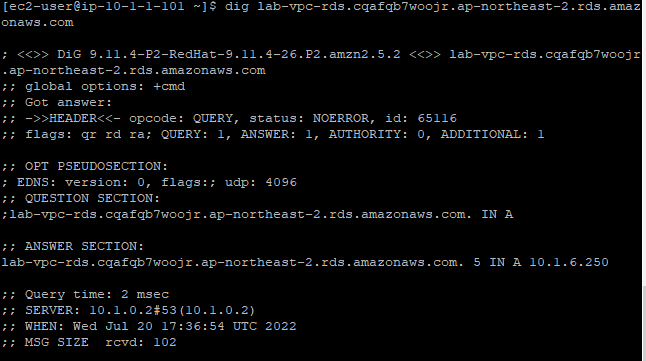 [ec2-user@ip-10-1-1-101 ~]$ dig lab-vpc-rds.cqafqb7woojr.ap-northeast-2.rds.amaz
onaws.com

; <<>> DiG 9.11.4-P2-RedHat-9.11.4-26.P2.amzn2.5.2 <<>> lab-vpc-rds.cqafqb7woojr
.ap-northeast-2.rds.amazonaws.com
;; global options: +cmd
;; Got answer:
;; ->>HEADER<<- opcode: QUERY, status: NOERROR, id: 65116
;; flags: qr rd ra; QUERY: 1, ANSWER: 1, AUTHORITY: 0, ADDITIONAL: 1

;; OPT PSEUDOSECTION:
; EDNS: version: 0, flags:; udp: 4096
;; QUESTION SECTION:
;lab-vpc-rds.cqafqb7woojr.ap-northeast-2.rds.amazonaws.com. IN A

;; ANSWER SECTION:
lab-vpc-rds.cqafqb7woojr.ap-northeast-2.rds.amazonaws.com. 5 IN A 10.1.6.250

;; Query time: 2 msec
;; SERVER: 10.1.0.2#53(10.1.0.2)
;; WHEN: Wed Jul 20 17:36:54 UTC 2022
;; MSG SIZE  rcvd: 102